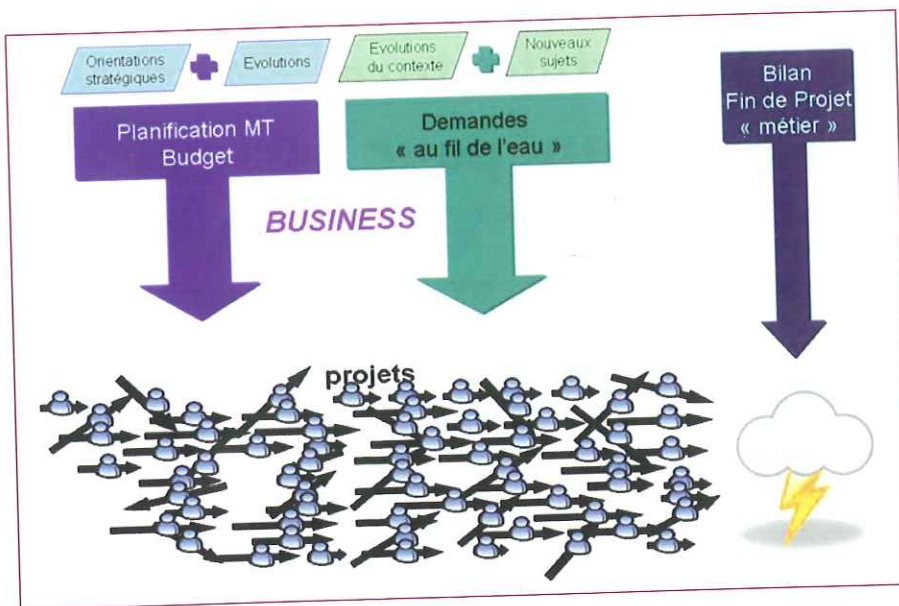 Orientations
stratégiques
Evolutions
Evolutions
du contexte
Nouveaux
sujets
Planification MT
Budget
Demandes
« au fil de l'eau »
Bilan
Fin de Projet
« métier »
BUSINESS
projets